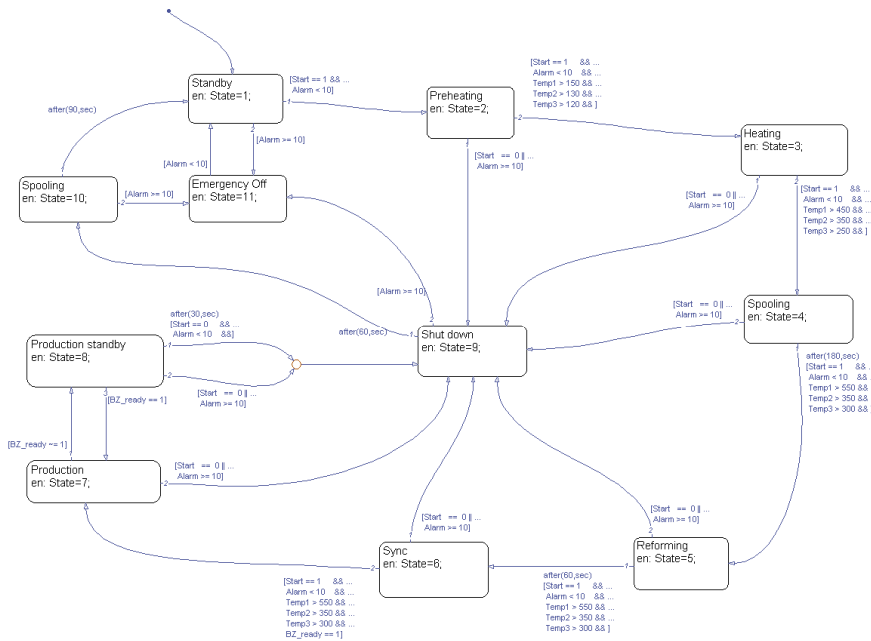 Standby
en: State=1;
[Start == 1 && ...
Alarm < 10]
1
2
after(90,sec)
1
[Alarm < 10]
1
[Alarm >= 10]
Spooling
en: State=10;
[Alarm >= 10]
2
Emergency Off
en: State=11;
Preheating
en: State=2;
[Start == 1 && ...
Alarm < 10 && ...
Temp1 > 150 && ...
Temp2 > 130 && ...
Temp3 > 120 && ]
2
1
[Start == 0 || ...
Alarm >= 10]
Heating
en: State=3;
1
2
[Start == 0 || ...
Alarm >= 10]
[Start == 1 && ...
Alarm < 10 && ...
Temp1 > 450 && ...
Temp2 > 350 && ...
Temp3 > 250 && ]
[Alarm >= 10]
2
after(60,sec)
1
Shut down
en: State=9;
[Start == 0 || ...
Alarm >= 10]
2
Spooling
en: State=4;
1
after(180,sec)
[Start == 1 &&
Alarm < 10 &&
Temp1 > 550 &&
Temp2 > 350 &&
Temp3 > 300 &&
Production standby
en: State=8;
after(30,sec)
[Start == 0 && ...
Alarm < 10 &&]
1
2
[Start == 0 || ...
Alarm >= 10]
3
[BZ_ready == 1]
[BZ_ready ~= 1]
1
Production
en: State=7;
[Start == 0 || ...
Alarm >= 10]
2
[Start == 0 || ...
Alarm >= 10]
1
[Start == 0 || ...
Alarm >= 10]
2
Sync
en: State=6;
2
[Start == 1 && ...
Alarm < 10 && ...
Temp1 > 550 && ...
Temp2 > 350 && ...
Temp3 > 300 && ...
BZ_ready == 1]
Reforming
en: State=5;
1
after(60,sec)
[Start == 1 && ...
Alarm < 10 && ...
Temp1 > 550 && ...
Temp2 > 350 && ...
Temp3 > 300 && ]